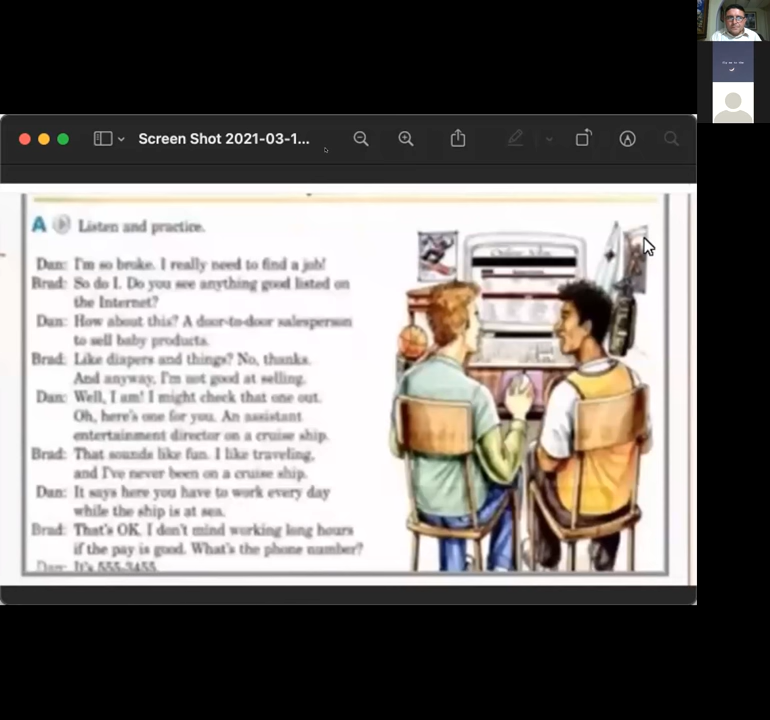 Screen Shot 2021-03-1...
A Listen and practice.
Dan: I'm so broke. I really need to find a job!
Brad: So do I. Do you see anything good listed on
the Internet?
Dan: How about this? A door-to-door salesperson
to sell baby products.
Brad: Like diapers and things? No, thanks.
And anyway, I'm not good at selling.
Dan: Well, I am! I might check that one out.
Oh, here's one for you. An assistant
entertainment director on a cruise ship.
Brad: That sounds like fun. I like traveling,
and I've never been on a cruise ship.
Dan: It says here you have to work every day
while the ship is at sea.
Brad: That's OK. I don't mind working long hours
if the pay is good. What's the phone number?
Dan: It's 555-3455.
Online Jobs